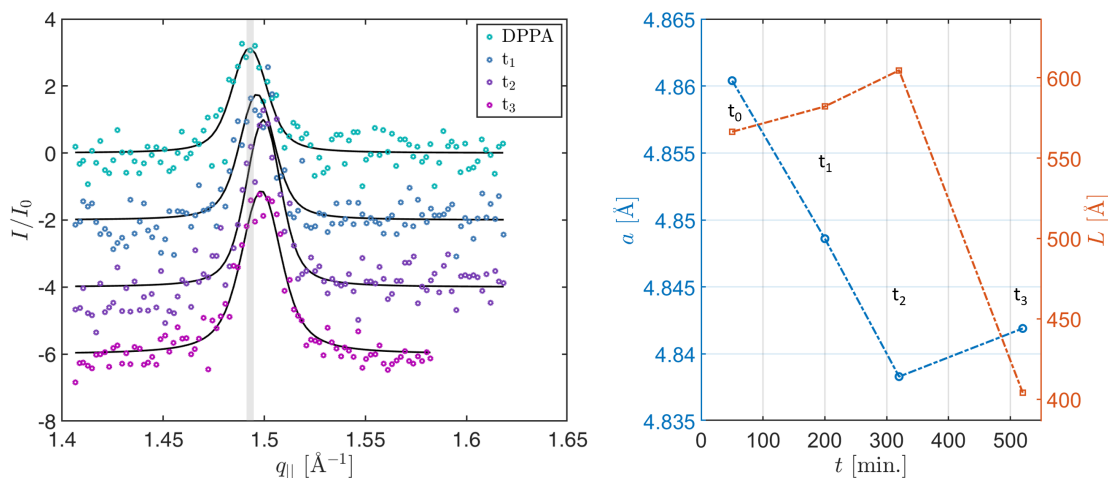 4
2
0
-2
-4
-6
-8
I/I₀
1.4 1.45 1.5 1.55 1.6 1.65
q|| [Å⁻¹]
DPPA
t₁
t₂
t₃
4.865
4.86
4.855
4.85
4.845
4.84
4.835
a [Å]
t₀
t₁
t₂
t₃
0 100 200 300 400 500
t [min.]
600
550
500
450
400
L [Å]